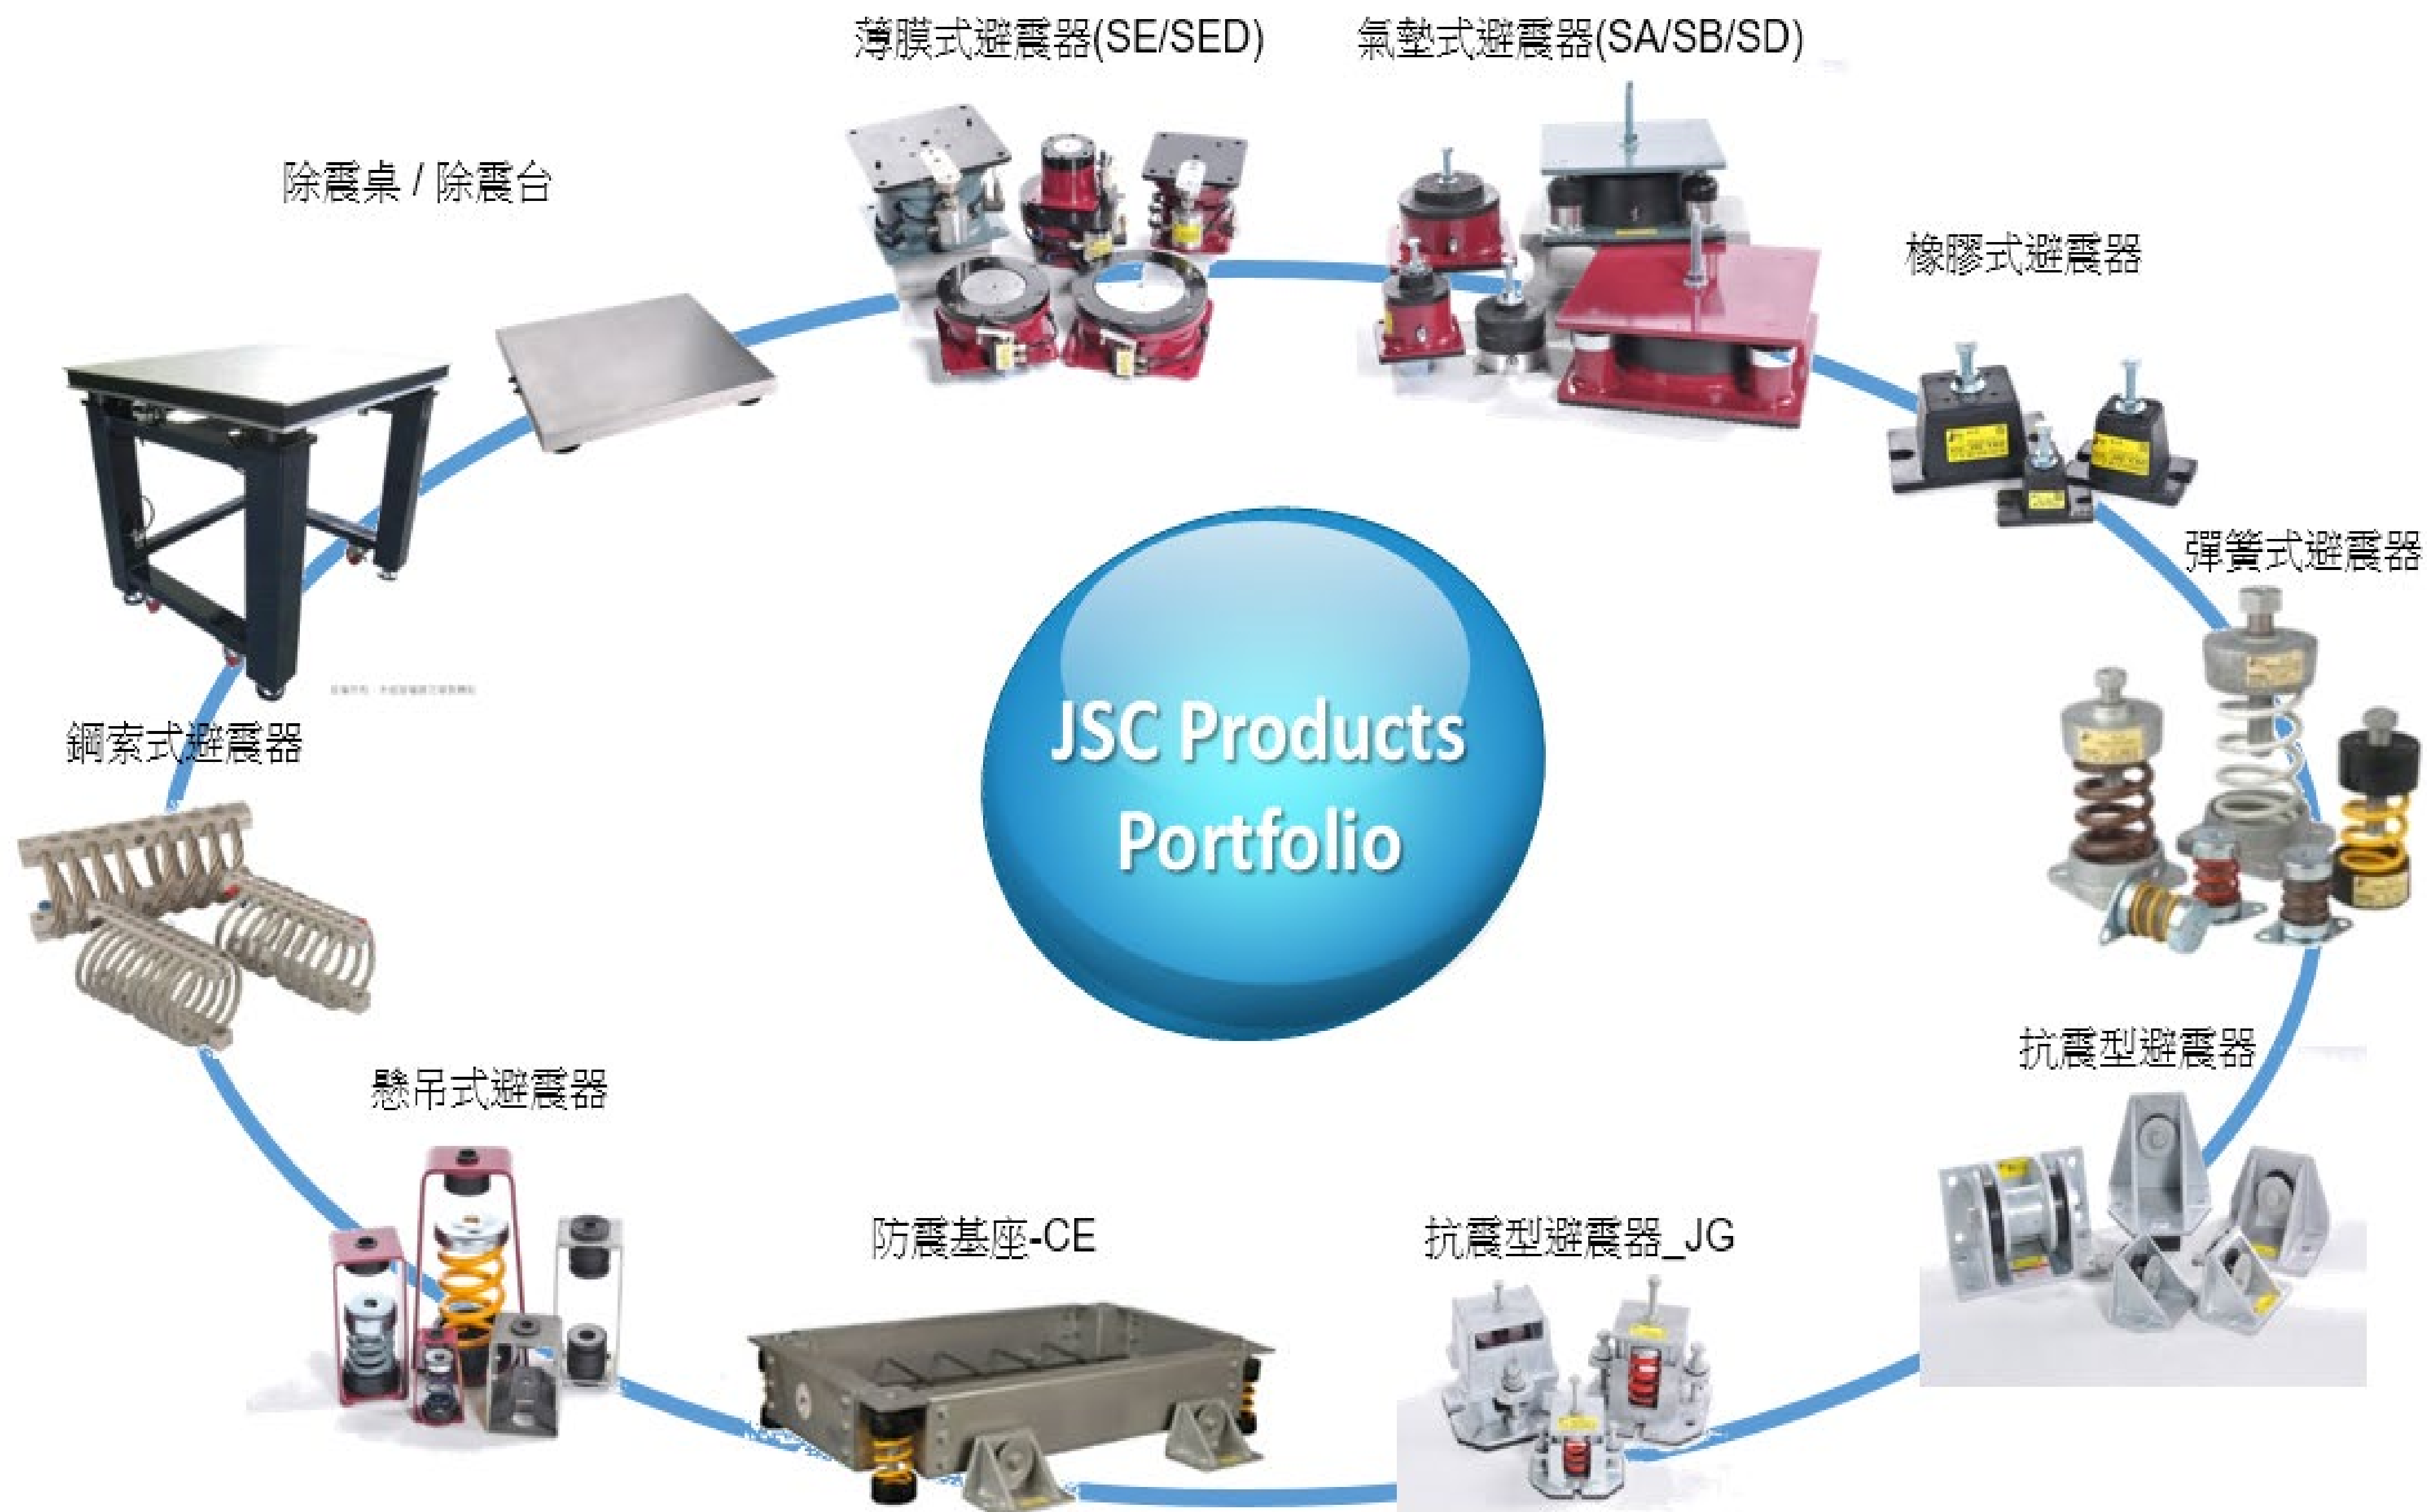 薄膜式避震器(SE/SED)
氣墊式避震器(SA/SB/SD)
除震桌 / 除震台
橡膠式避震器
彈簧式避震器
JSC Products
Portfolio
鋼索式避震器
抗震型避震器
懸吊式避震器
防震基座-CE
抗震型避震器_JG